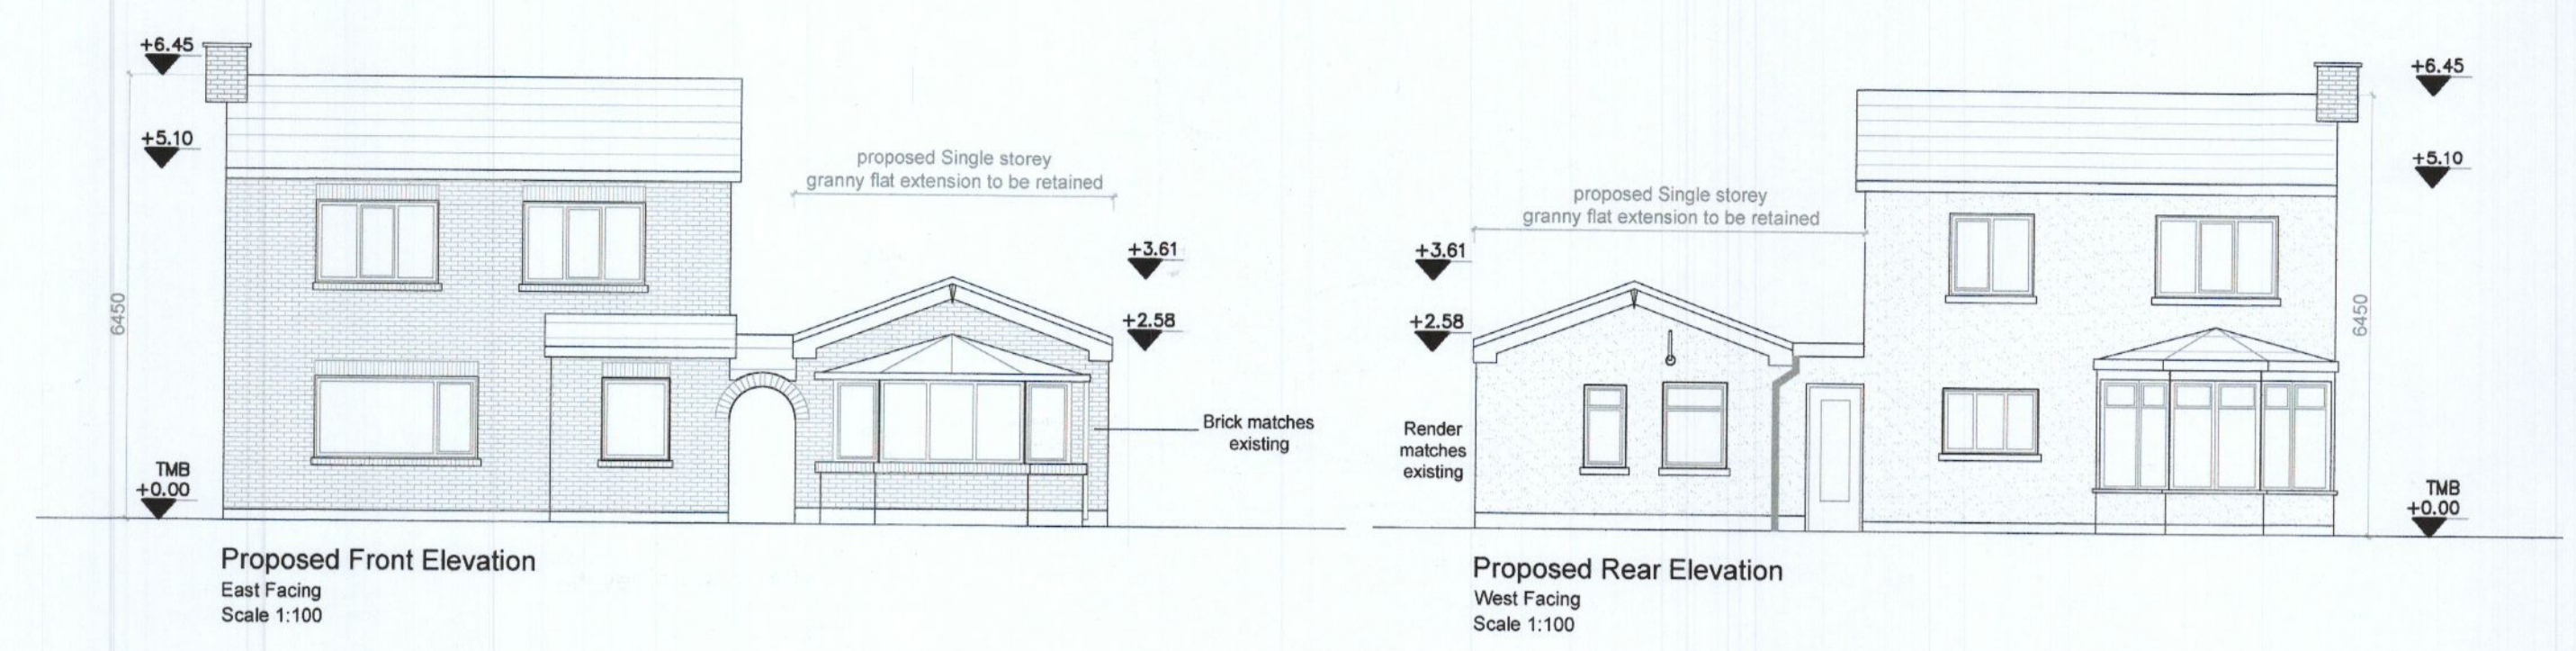 +6.45
+5.10
6450
TMB
+0.00
proposed Single storey
granny flat extension to be retained
+3.61
+2.58
Brick matches
existing
Proposed Front Elevation
East Facing
Scale 1:100
proposed Single storey
granny flat extension to be retained
+3.61
+2.58
Render
matches
existing
+6.45
+5.10
6450
TMB
+0.00
Proposed Rear Elevation
West Facing
Scale 1:100